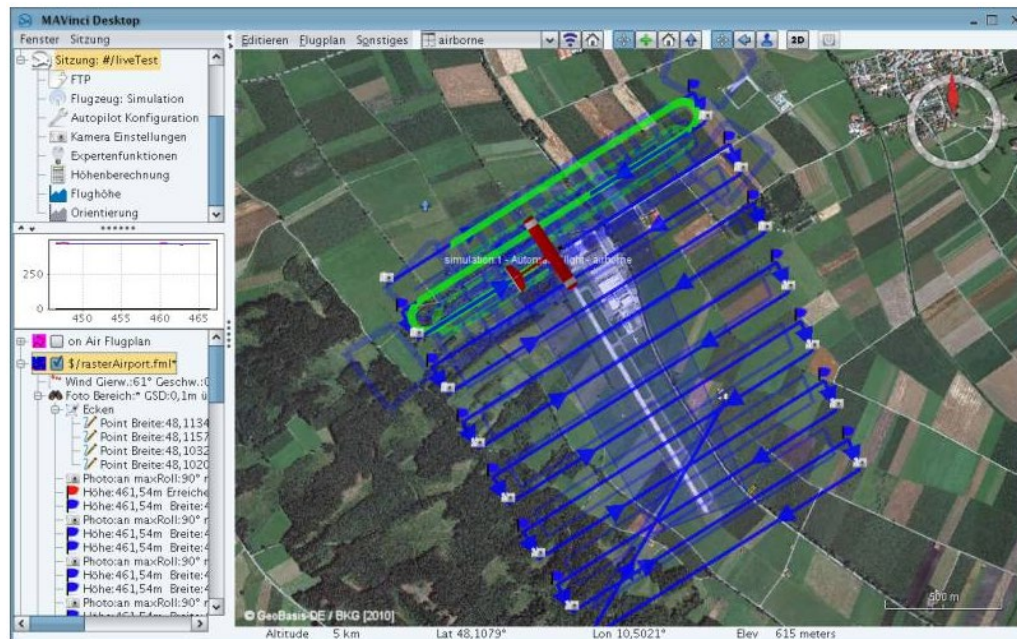 MAVinci Desktop
Fenster Sitzung
Editieren Flugplan Sonstiges airborne 2D
Sitzung: #/liveTest
FTP
Flugzeug: Simulation
Autopilot Konfiguration
Kamera Einstellungen
Expertenfunktionen
Höhenberechnung
Flughöhe
Orientierung
250
0
450 455 460 465
on Air Flugplan
$/rasterAirport.fml*
Wind Gierw.:61° Geschw.:0
Foto Bereich:* GSD:0,1m ü
Ecken
Point Breite:48,1134
Point Breite:48,1157
Point Breite:48,1032
Point Breite:48,1020
Photo:an maxRoll:90° r
Höhe:461,54m Erreiche
Höhe:461,54m Breite:4
Photo:an maxRoll:90° r
Höhe:461,54m Breite:4
Höhe:461,54m Breite:4
Photo:an maxRoll:90° r
Höhe:461,54m Breite:4
Höhe:461,54m Breite:4
Photo:an maxRoll:90° r
Höhe:461,54m Breite:4
simulation:1 - flight - airborne
500 m
© GeoBasis-DE / BKG [2010]
Altitude 5 km Lat 48,1079° Lon 10,5021° Elev 615 meters